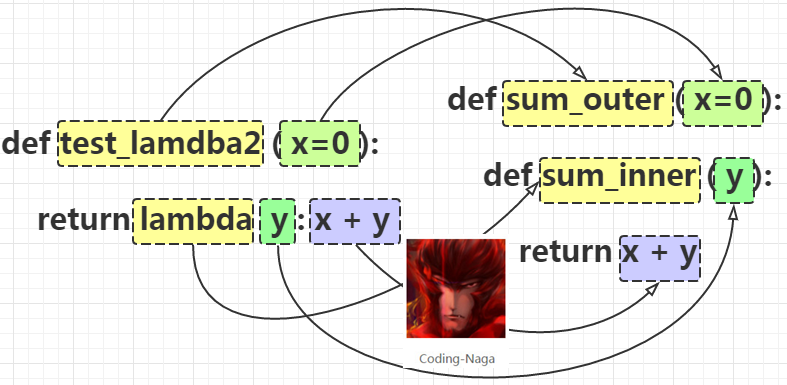 def test_lamdba2 (x=0):
return lambda y: x + y
def sum_outer (x=0):
def sum_inner (y):
return x + y
Coding-Naga